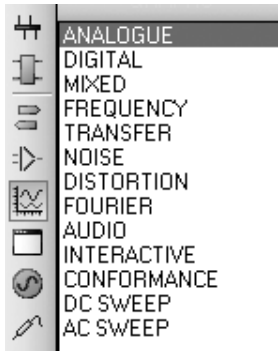 ANALOGUE
DIGITAL
MIXED
FREQUENCY
TRANSFER
NOISE
DISTORTION
FOURIER
AUDIO
INTERACTIVE
CONFORMANCE
DC SWEEP
AC SWEEP